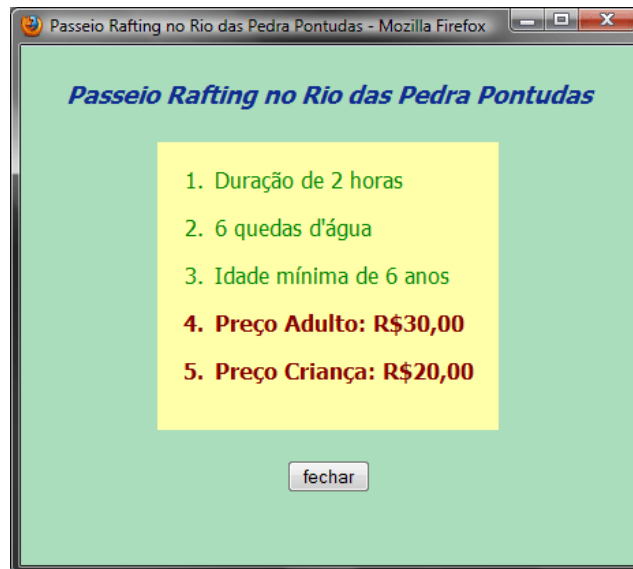 Passeio Rafting no Rio das Pedra Pontudas - Mozilla Firefox
Passeio Rafting no Rio das Pedra Pontudas
1. Duração de 2 horas
2. 6 quedas d'água
3. Idade mínima de 6 anos
4. Preço Adulto: R$30,00
5. Preço Criança: R$20,00
fechar